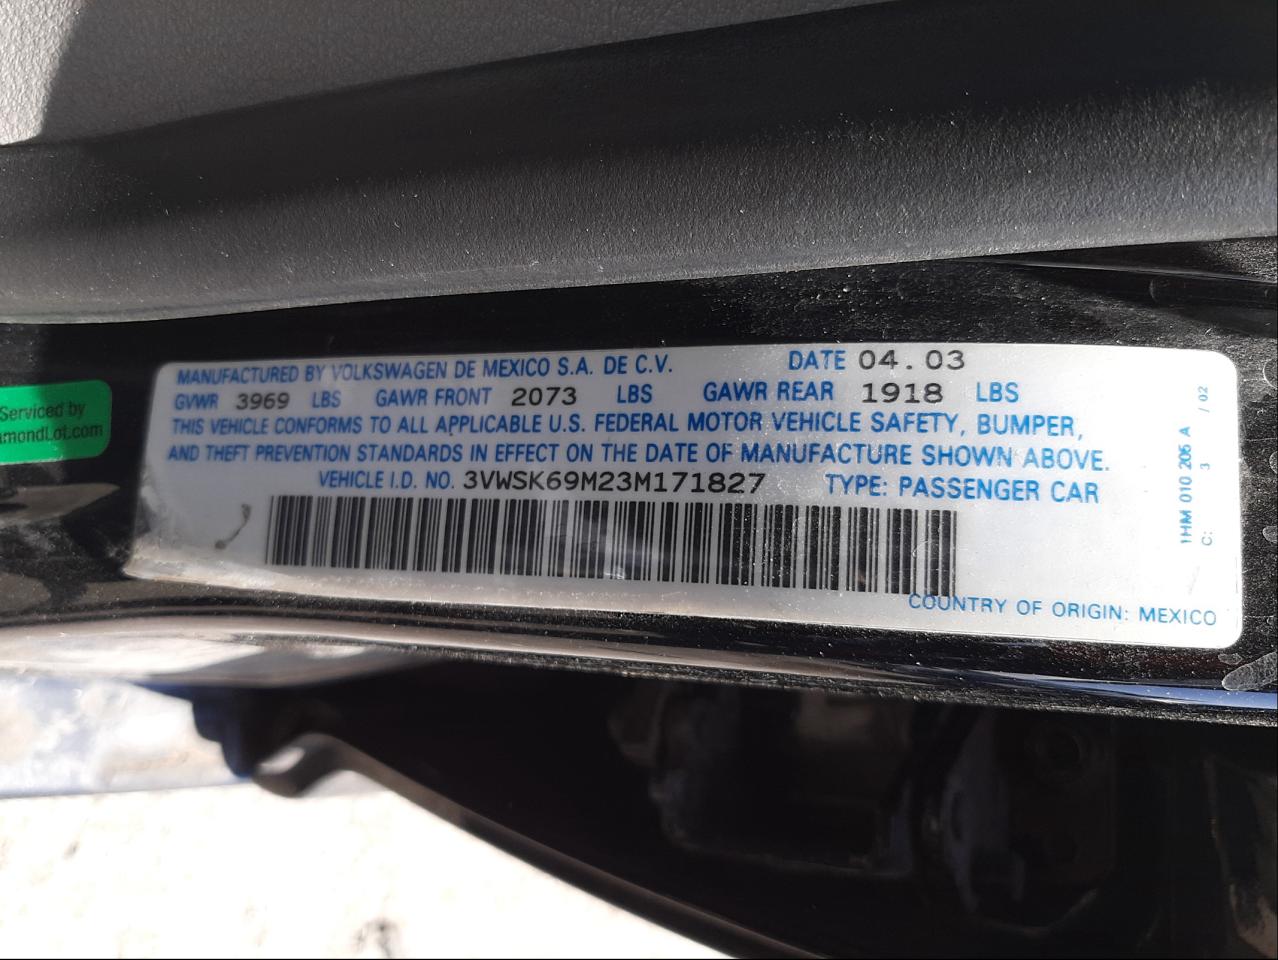 MANUFACTURED BY VOLKSWAGEN DE MEXICO S.A. DE C.V. DATE 04.03
GVWR 3969 LBS GAWR FRONT 2073 LBS GAWR REAR 1918 LBS
THIS VEHICLE CONFORMS TO ALL APPLICABLE U.S. FEDERAL MOTOR VEHICLE SAFETY, BUMPER,
AND THEFT PREVENTION STANDARDS IN EFFECT ON THE DATE OF MANUFACTURE SHOWN ABOVE.
VEHICLE I.D. NO. 3VWSK69M23M171827 TYPE: PASSENGER CAR
COUNTRY OF ORIGIN: MEXICO
1HM 010 206 A / 02
C: 3
Serviced by
amondLot.com